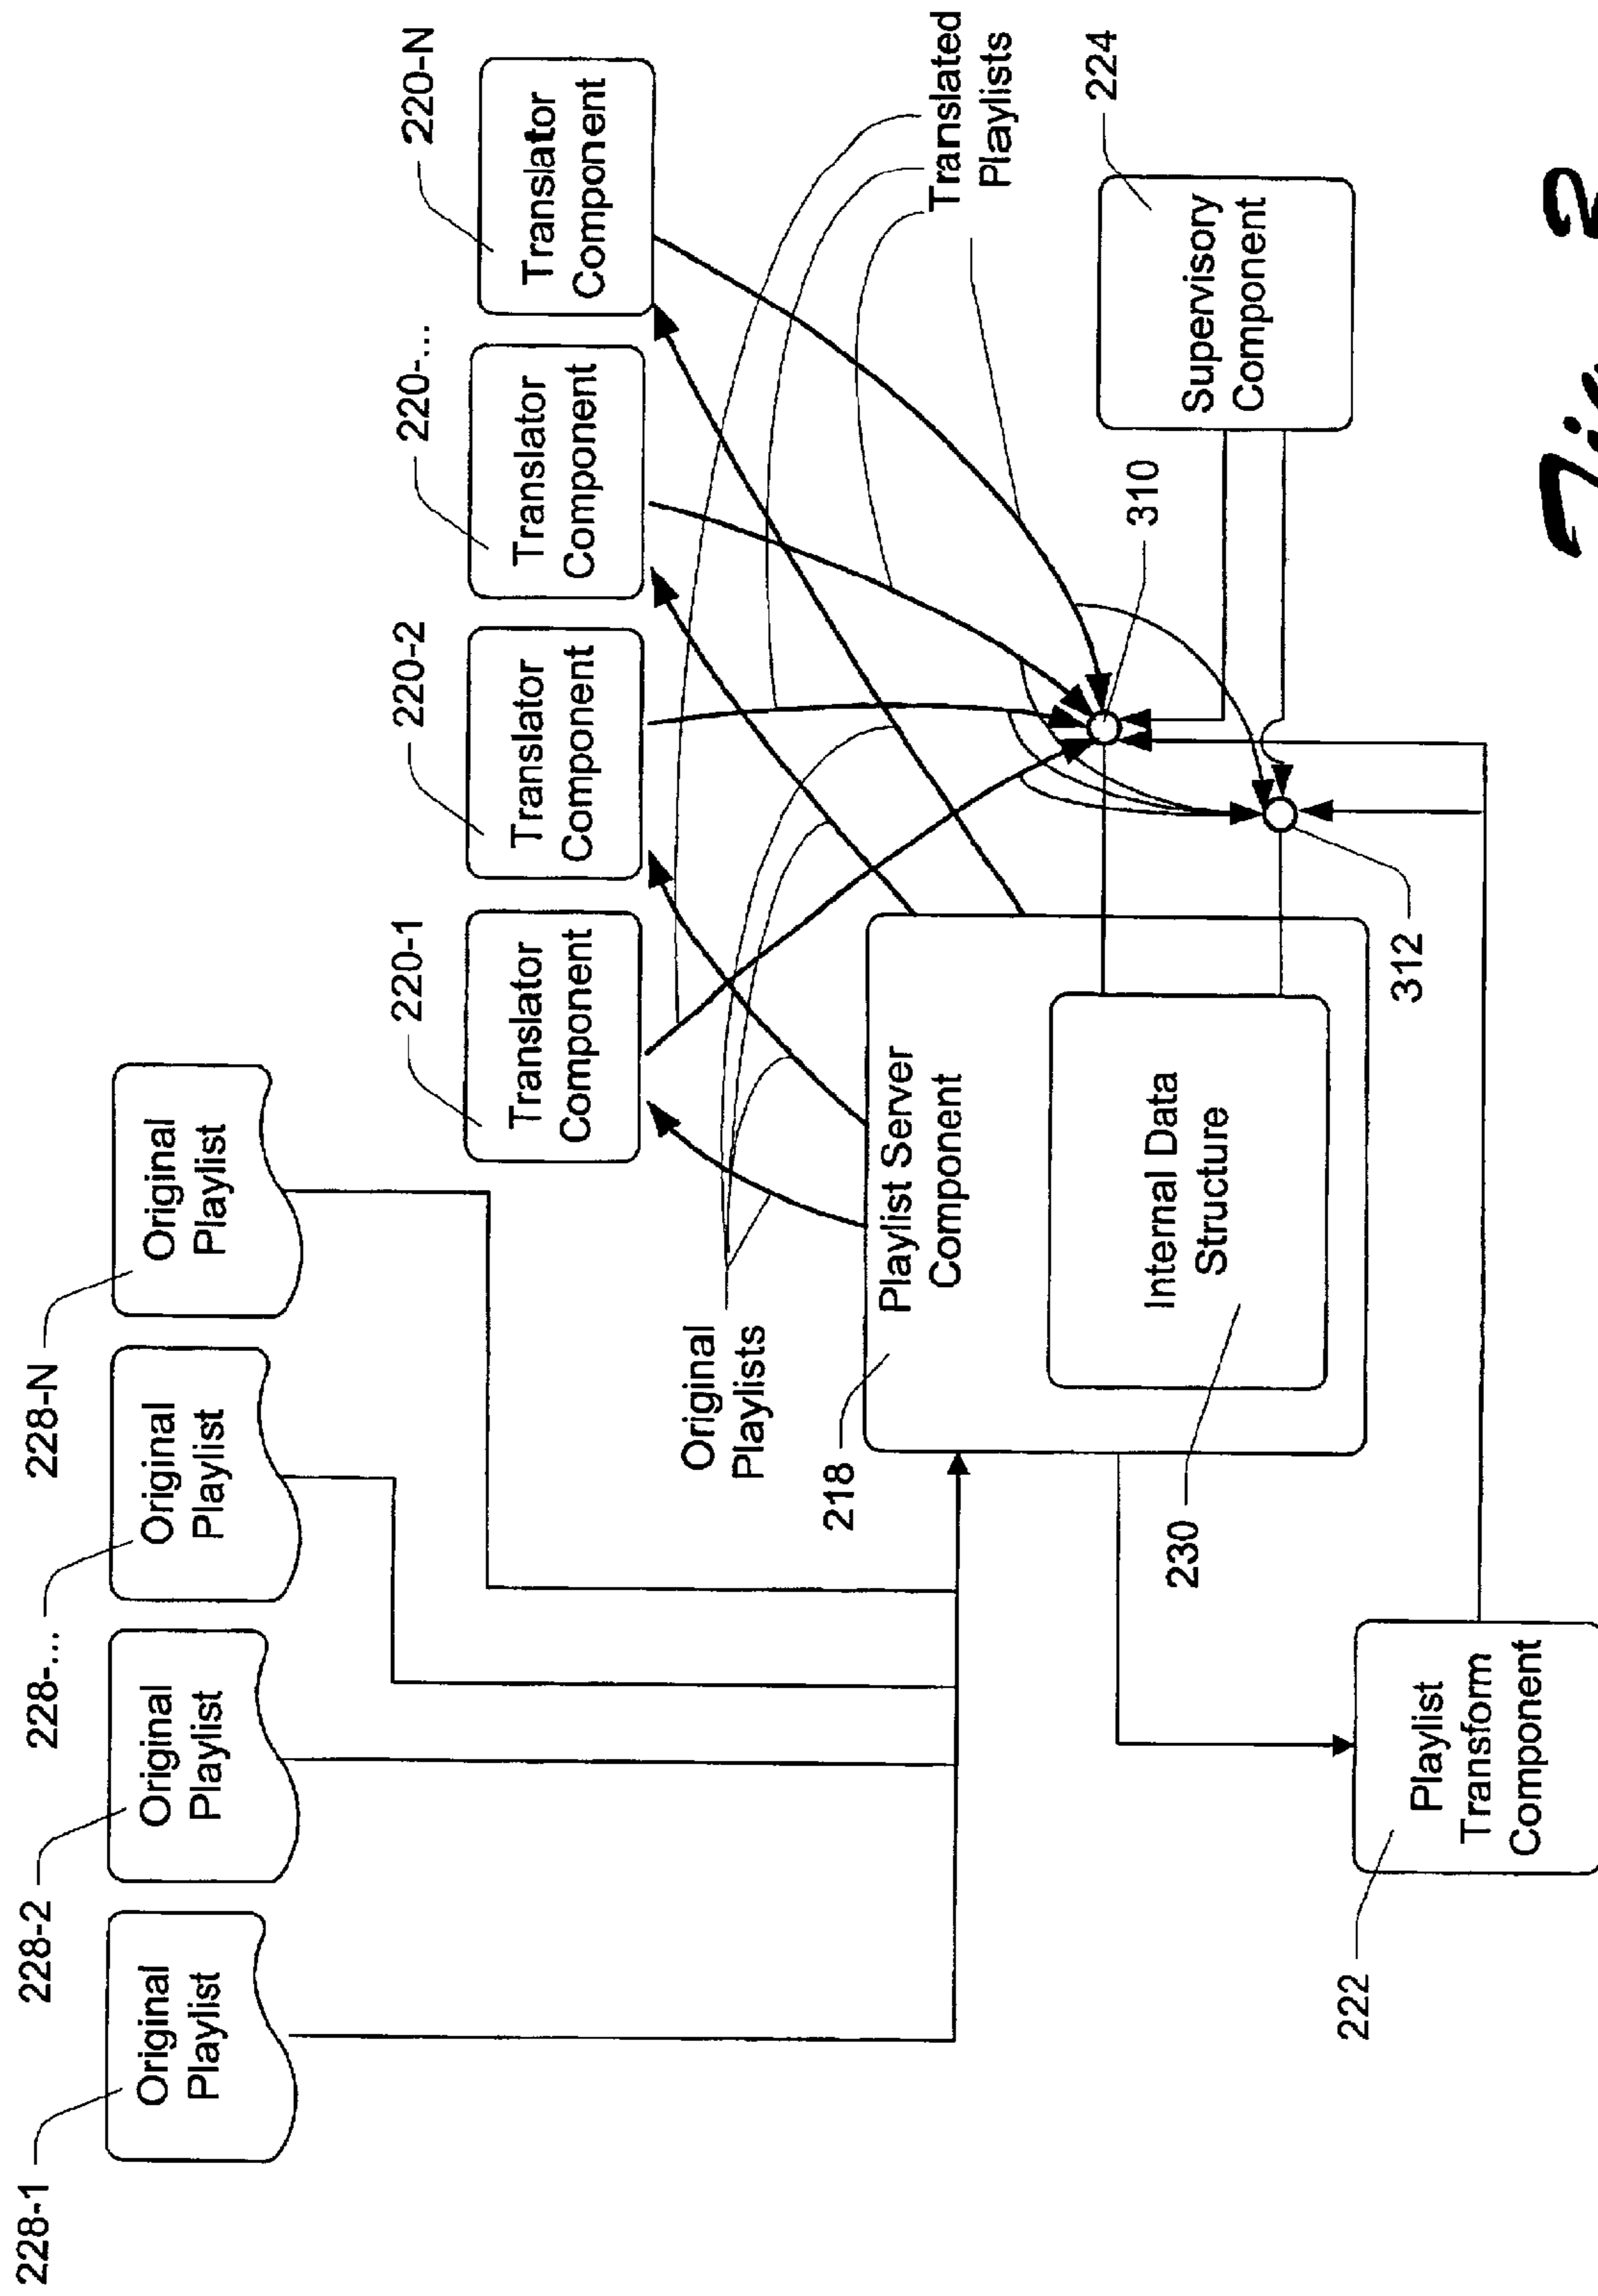 228-1
228-2
228-...
228-N
Original
Playlist
Original
Playlist
Original
Playlist
Original
Playlist
220-1
220-2
220-...
220-N
Translator
Component
Translator
Component
Translator
Component
Translator
Component
Original
Playlists
Translated
Playlists
218
Playlist Server
Component
230
Internal Data
Structure
310
312
224
Supervisory
Component
222
Playlist
Transform
Component